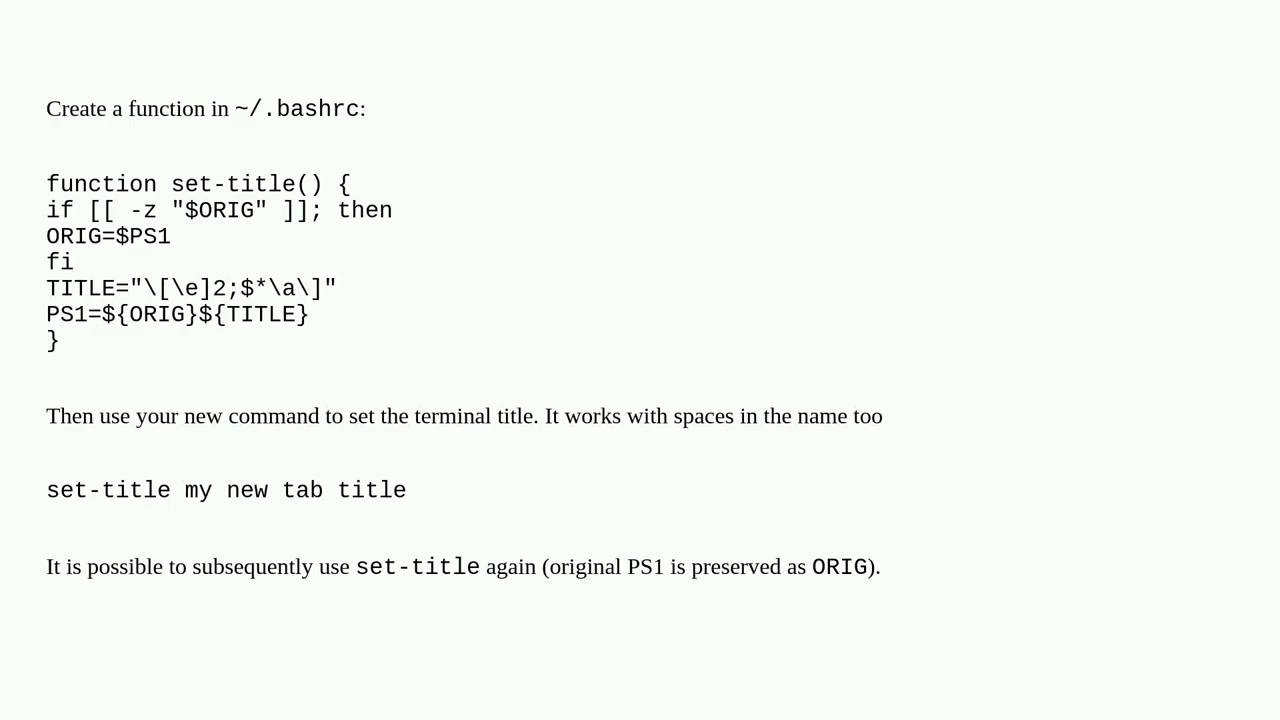 Create a function in ~/.bashrc:
function set-title() {
if [[ -z "$ORIG" ]]; then
ORIG=$PS1
fi
TITLE="\[\e]2;$*\a\]"
PS1=${ORIG}${TITLE}
}
Then use your new command to set the terminal title. It works with spaces in the name too
set-title my new tab title
It is possible to subsequently use set-title again (original PS1 is preserved as ORIG).